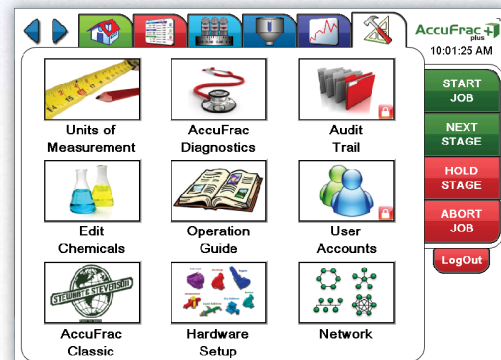 AccuFrac
plus
10:01:25 AM
START
JOB
NEXT
STAGE
HOLD
STAGE
ABORT
JOB
LogOut
Units of
Measurement
AccuFrac
Diagnostics
Audit
Trail
Edit
Chemicals
Operation
Guide
User
Accounts
STEWART & STEVENSON
AccuFrac
Classic
Hardware
Setup
Network